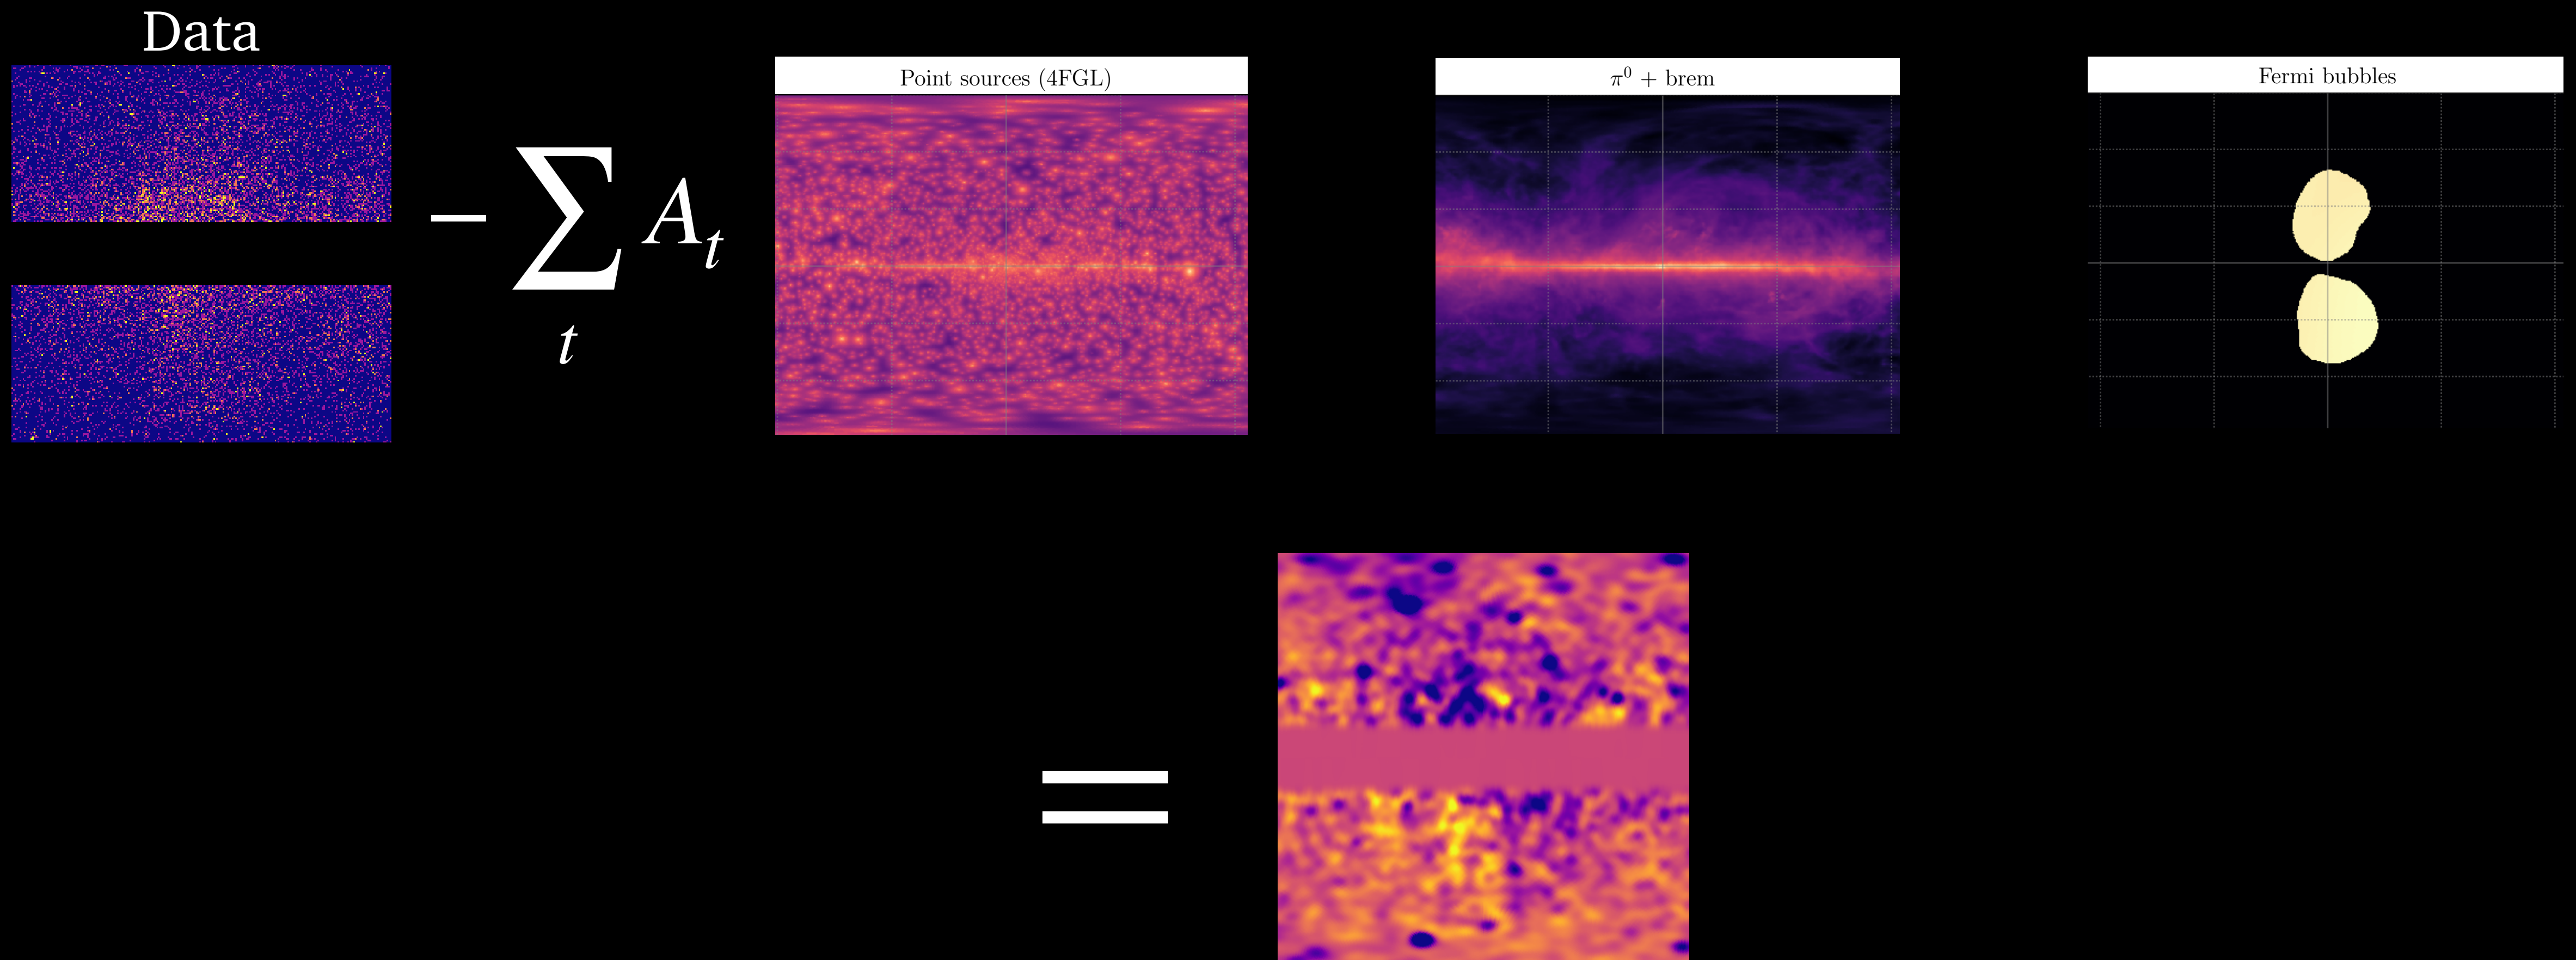 Data
Point sources (4FGL)
π⁰ + brem
Fermi bubbles
− ∑ A_t
t
=